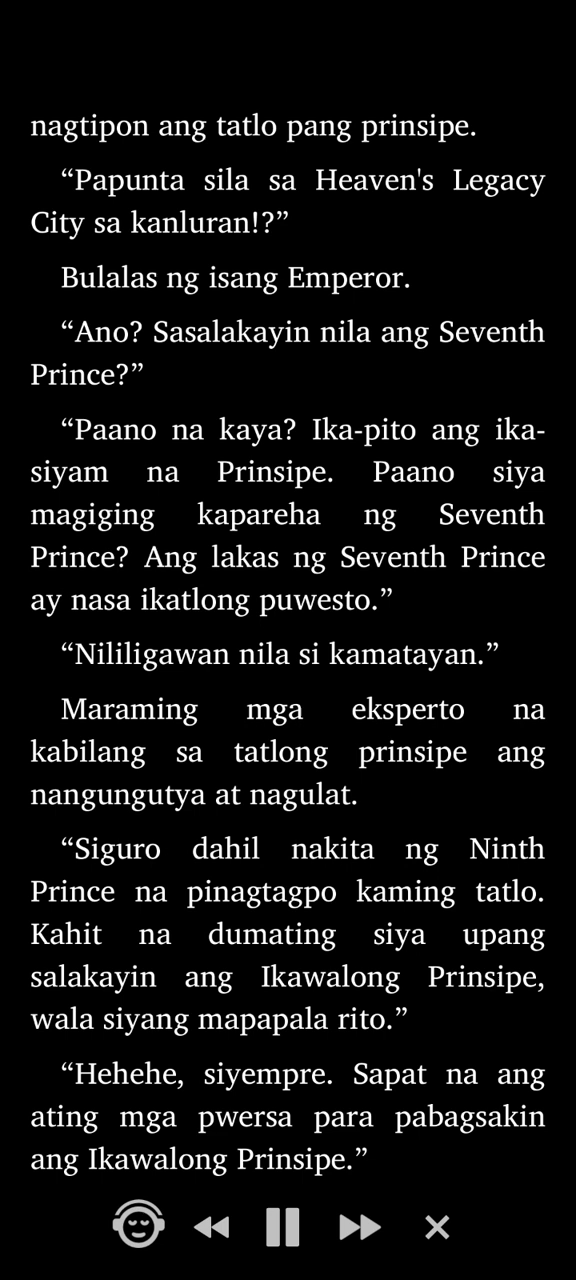 nagtipon ang tatlo pang prinsipe.
“Papunta sila sa Heaven's Legacy
City sa kanluran!?”
Bulalas ng isang Emperor.
“Ano? Sasalakayin nila ang Seventh
Prince?”
“Paano na kaya? Ika-pito ang ika-
siyam na Prinsipe. Paano siya
magiging kapareha ng Seventh
Prince? Ang lakas ng Seventh Prince
ay nasa ikatlong puwesto.”
“Nililigawan nila si kamatayan.”
Maraming mga eksperto na
kabilang sa tatlong prinsipe ang
nangungutya at nagulat.
“Siguro dahil nakita ng Ninth
Prince na pinagtagpo kaming tatlo.
Kahit na dumating siya upang
salakayin ang Ikawalong Prinsipe,
wala siyang mapapala rito.”
“Hehehe, siyempre. Sapat na ang
ating mga pwersa para pabagsakin
ang Ikawalong Prinsipe.”